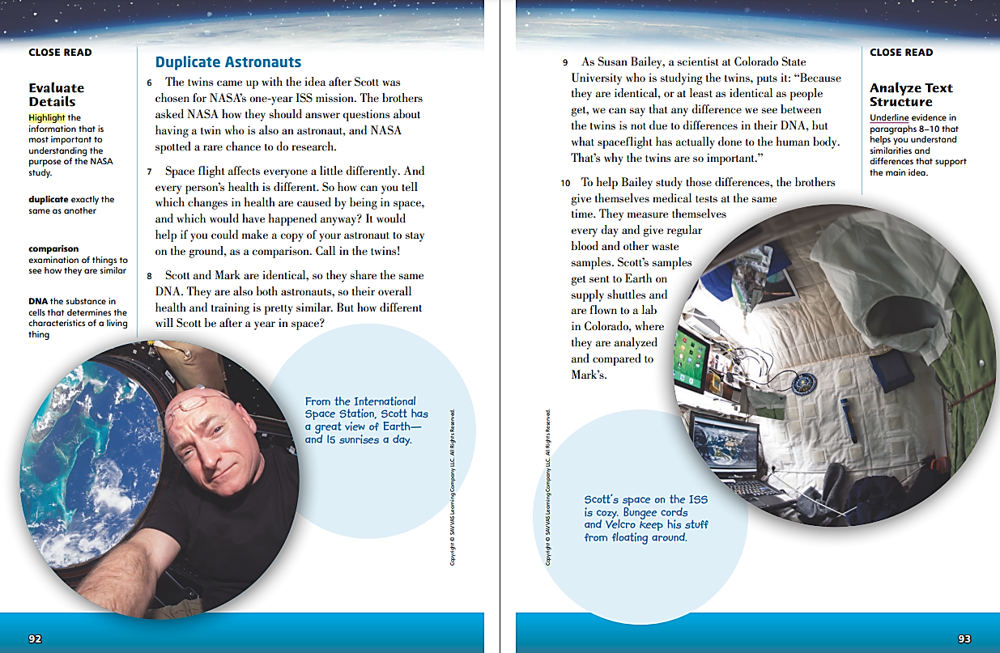 CLOSE READ
Evaluate
Details
Highlight the
information that is
most important to
understanding the
purpose of the NASA
study.
duplicate exactly the
same as another
comparison
examination of things to
see how they are similar
DNA the substance in
cells that determines the
characteristics of a living
thing
Duplicate Astronauts
6 The twins came up with the idea after Scott was
chosen for NASA’s one-year ISS mission. The brothers
asked NASA how they should answer questions about
having a twin who is also an astronaut, and NASA
spotted a rare chance to do research.
7 Space flight affects everyone a little differently. And
every person’s health is different. So how can you tell
which changes in health are caused by being in space,
and which would have happened anyway? It would
help if you could make a copy of your astronaut to stay
on the ground, as a comparison. Call in the twins!
8 Scott and Mark are identical, so they share the same
DNA. They are also both astronauts, so their overall
health and training is pretty similar. But how different
will Scott be after a year in space?
From the International
Space Station, Scott has
a great view of Earth—
and 15 sunrises a day.
Copyright © SAVVAS Learning Company LLC. All Rights Reserved.
92
9 As Susan Bailey, a scientist at Colorado State
University who is studying the twins, puts it: “Because
they are identical, or at least as identical as people
get, we can say that any difference we see between
the twins is not due to differences in their DNA, but
what spaceflight has actually done to the human body.
That’s why the twins are so important.”
10 To help Bailey study those differences, the brothers
give themselves medical tests at the same
time. They measure themselves
every day and give regular
blood and other waste
samples. Scott’s samples
get sent to Earth on
supply shuttles and
are flown to a lab
in Colorado, where
they are analyzed
and compared to
Mark’s.
CLOSE READ
Analyze Text
Structure
Underline evidence in
paragraphs 8–10 that
helps you understand
similarities and
differences that support
the main idea.
Copyright © SAVVAS Learning Company LLC. All Rights Reserved.
Scott’s space on the ISS
is cozy. Bungee cords
and Velcro keep his stuff
from floating around.
93